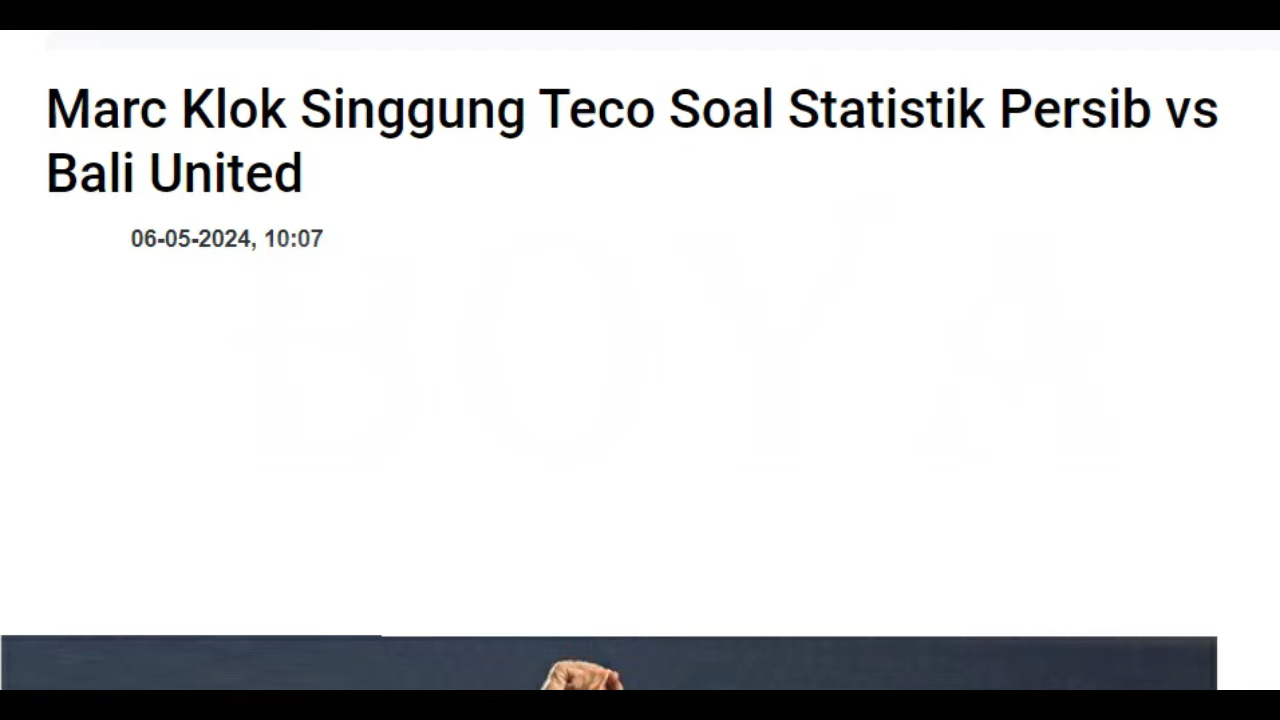 Marc Klok Singgung Teco Soal Statistik Persib vs
Bali United
06-05-2024, 10:07